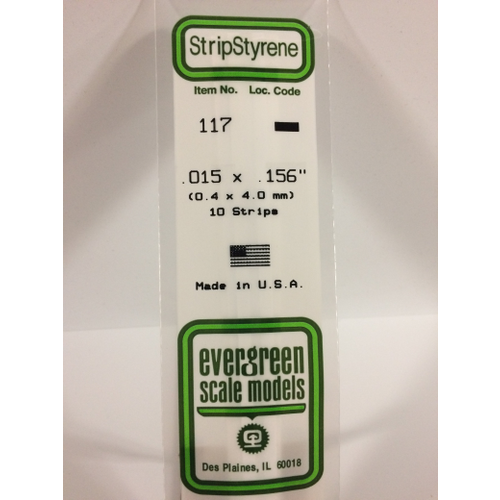 StripStyrene
Item No. Loc. Code
117
.015 x .156"
(0.4 x 4.0 mm)
10 Strips
Made in U.S.A.
evergreen
scale models
Des Plaines, IL 60018